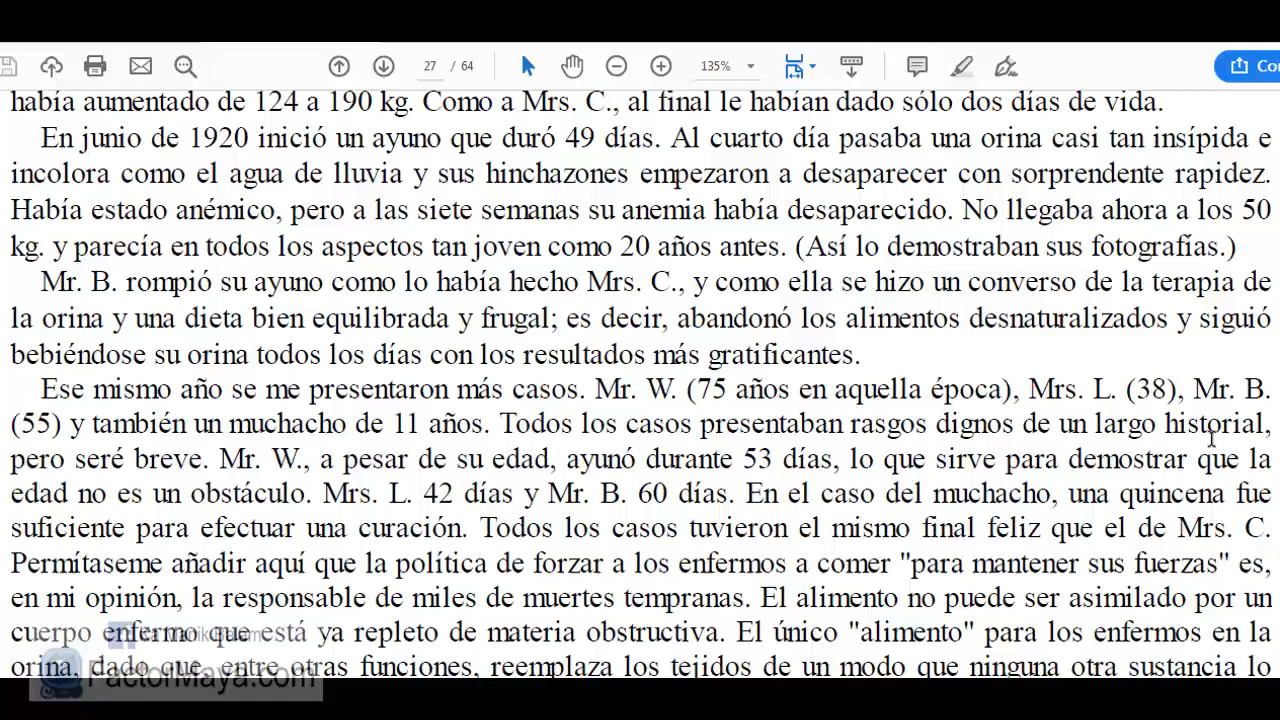 27 / 64
135%
Co
había aumentado de 124 a 190 kg. Como a Mrs. C., al final le habían dado sólo dos días de vida.
En junio de 1920 inició un ayuno que duró 49 días. Al cuarto día pasaba una orina casi tan insípida e
incolora como el agua de lluvia y sus hinchazones empezaron a desaparecer con sorprendente rapidez.
Había estado anémico, pero a las siete semanas su anemia había desaparecido. No llegaba ahora a los 50
kg. y parecía en todos los aspectos tan joven como 20 años antes. (Así lo demostraban sus fotografías.)
Mr. B. rompió su ayuno como lo había hecho Mrs. C., y como ella se hizo un converso de la terapia de
la orina y una dieta bien equilibrada y frugal; es decir, abandonó los alimentos desnaturalizados y siguió
bebiéndose su orina todos los días con los resultados más gratificantes.
Ese mismo año se me presentaron más casos. Mr. W. (75 años en aquella época), Mrs. L. (38), Mr. B.
(55) y también un muchacho de 11 años. Todos los casos presentaban rasgos dignos de un largo historial,
pero seré breve. Mr. W., a pesar de su edad, ayunó durante 53 días, lo que sirve para demostrar que la
edad no es un obstáculo. Mrs. L. 42 días y Mr. B. 60 días. En el caso del muchacho, una quincena fue
suficiente para efectuar una curación. Todos los casos tuvieron el mismo final feliz que el de Mrs. C.
Permítaseme añadir aquí que la política de forzar a los enfermos a comer "para mantener sus fuerzas" es,
en mi opinión, la responsable de miles de muertes tempranas. El alimento no puede ser asimilado por un
cuerpo enfermo que está ya repleto de materia obstructiva. El único "alimento" para los enfermos en la
orina, dado que, entre otras funciones, reemplaza los tejidos de un modo que ninguna otra sustancia lo
FactorMaya.com